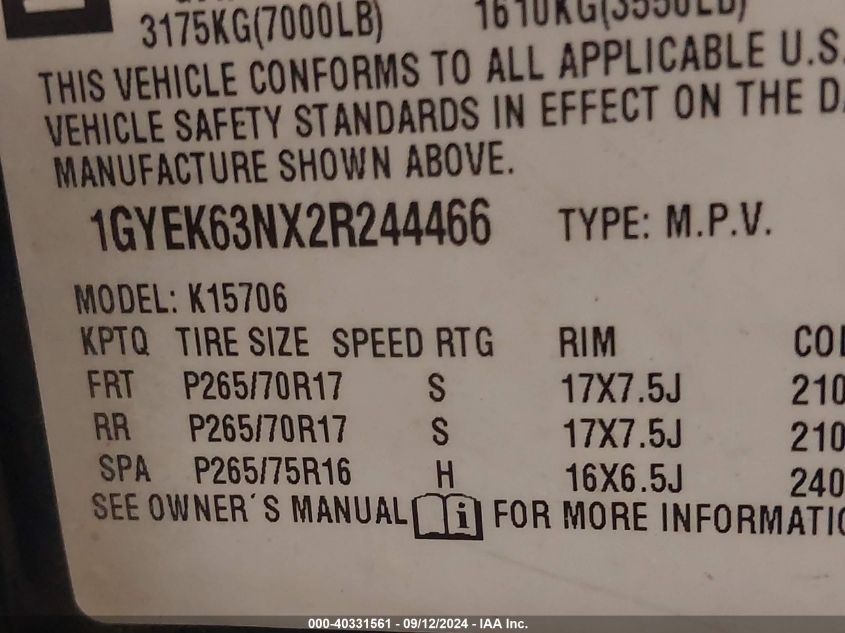 3175KG(7000LB) 1610KG(3550LB)
THIS VEHICLE CONFORMS TO ALL APPLICABLE U.S.
VEHICLE SAFETY STANDARDS IN EFFECT ON THE
MANUFACTURE SHOWN ABOVE.
1GYEK63NX2R244466 TYPE: M.P.V.
MODEL: K15706
KPTQ TIRE SIZE SPEED RTG RIM
FRT P265/70R17 S 17X7.5J 210
RR P265/70R17 S 17X7.5J 210
SPA P265/75R16 H 16X6.5J 240
SEE OWNER'S MANUAL i FOR MORE
000-40331561 - 09/12/2024 - IAA Inc.